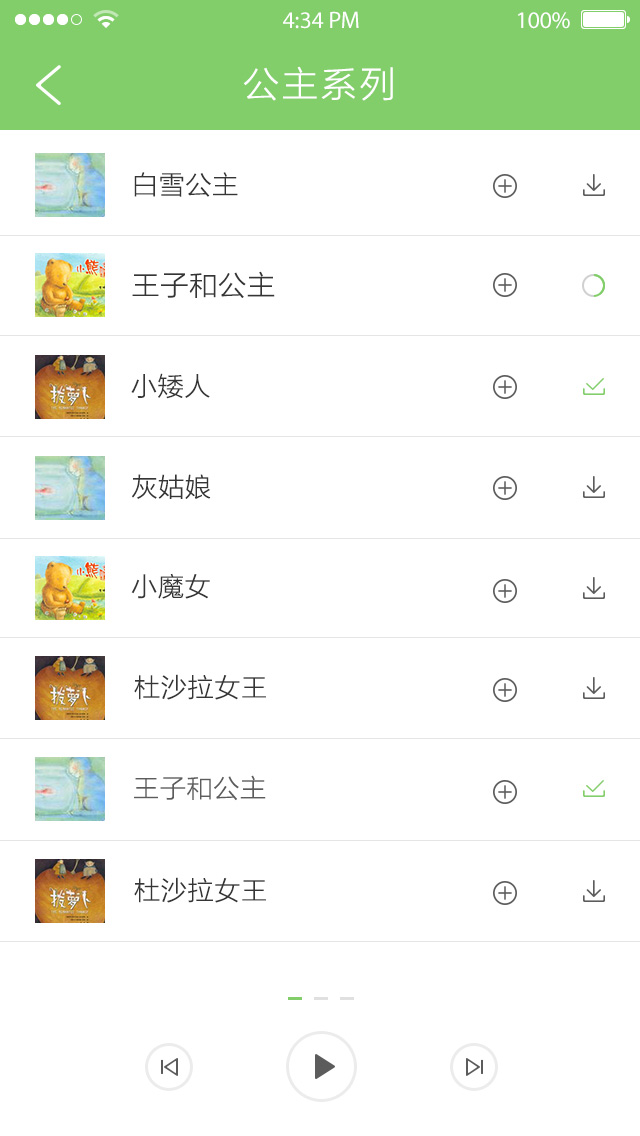 4:34 PM 100%
公主系列
白雪公主
小熊
王子和公主
拔萝卜
小矮人
灰姑娘
小熊
小魔女
拔萝卜
杜沙拉女王
王子和公主
拔萝卜
杜沙拉女王